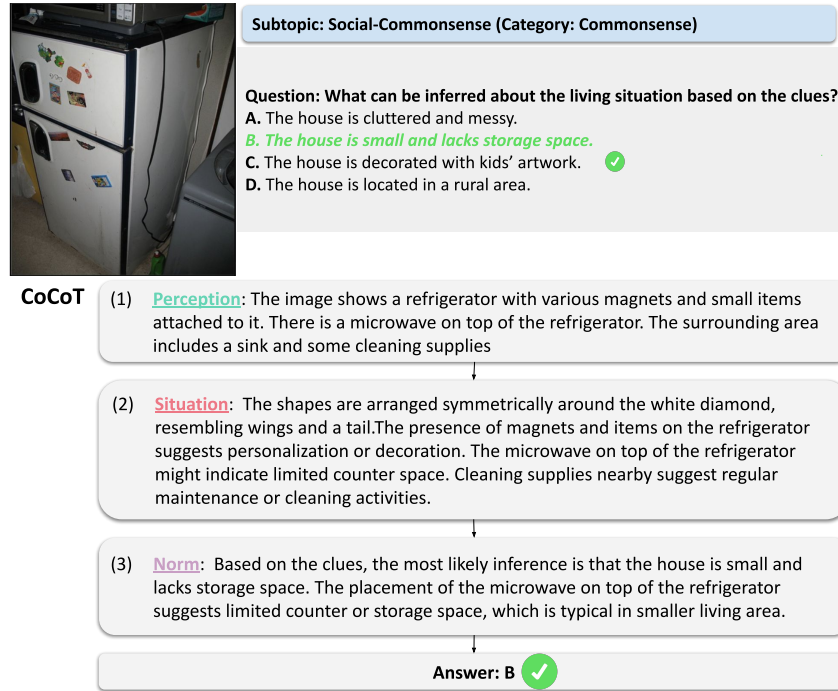 Subtopic: Social-Commonsense (Category: Commonsense)
Question: What can be inferred about the living situation based on the clues?
A. The house is cluttered and messy.
B. The house is small and lacks storage space.
C. The house is decorated with kids’ artwork.
D. The house is located in a rural area.
CoCoT
(1) Perception: The image shows a refrigerator with various magnets and small items
attached to it. There is a microwave on top of the refrigerator. The surrounding area
includes a sink and some cleaning supplies
(2) Situation: The shapes are arranged symmetrically around the white diamond,
resembling wings and a tail.The presence of magnets and items on the refrigerator
suggests personalization or decoration. The microwave on top of the refrigerator
might indicate limited counter space. Cleaning supplies nearby suggest regular
maintenance or cleaning activities.
(3) Norm: Based on the clues, the most likely inference is that the house is small and
lacks storage space. The placement of the microwave on top of the refrigerator
suggests limited counter or storage space, which is typical in smaller living area.
Answer: B